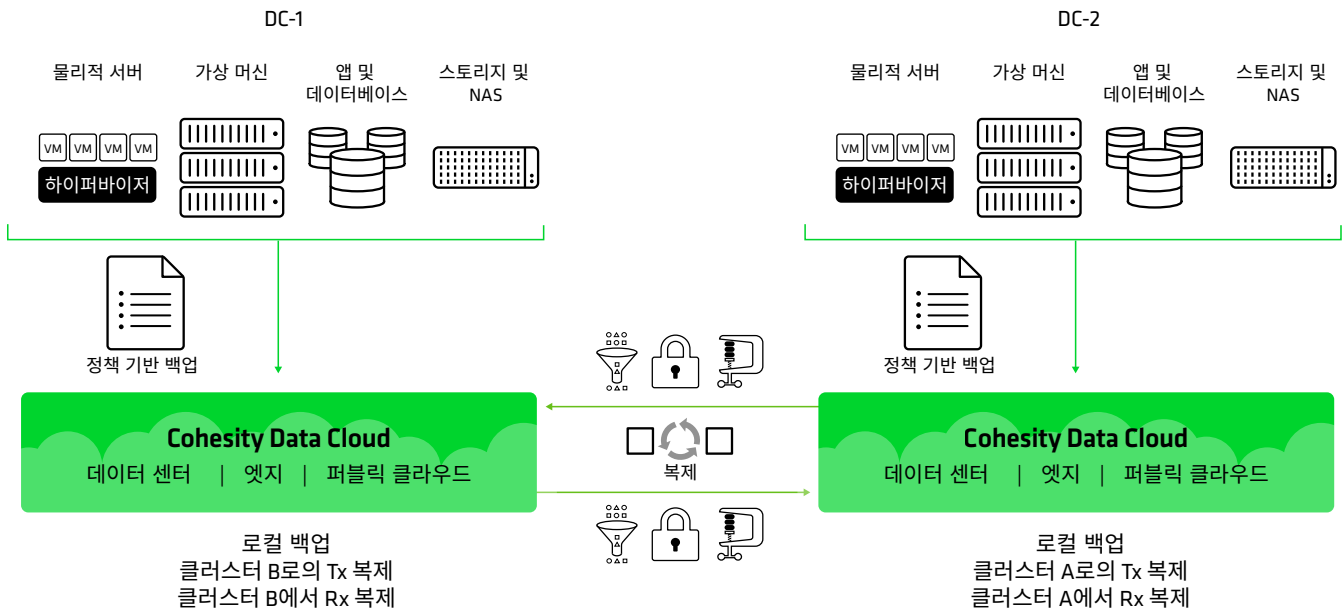 DC-1
물리적 서버
가상 머신
앱 및
데이터베이스
스토리지 및
NAS
VM VM VM VM
하이퍼바이저
정책 기반 백업
Cohesity Data Cloud
데이터 센터 | 엣지 | 퍼블릭 클라우드
로컬 백업
클러스터 B로의 Tx 복제
클러스터 B에서 Rx 복제
복제
DC-2
물리적 서버
가상 머신
앱 및
데이터베이스
스토리지 및
NAS
VM VM VM VM
하이퍼바이저
정책 기반 백업
Cohesity Data Cloud
데이터 센터 | 엣지 | 퍼블릭 클라우드
로컬 백업
클러스터 A로의 Tx 복제
클러스터 A에서 Rx 복제